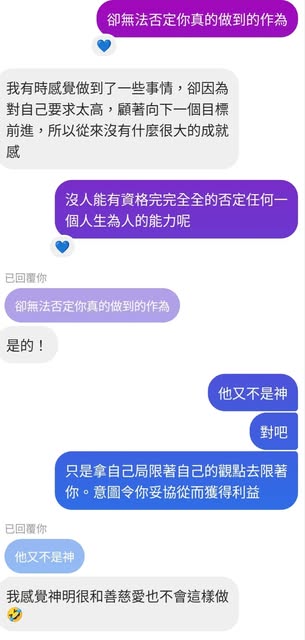 卻無法否定你真的做到的作為
我有時感覺做到了一些事情，卻因為
對自己要求太高，顧著向下一個目標
前進，所以從來沒有什麼很大的成就
感
沒人能有資格完完全全的否定任何一
個人生為人的能力呢
已回覆你
卻無法否定你真的做到的作為
是的！
他又不是神
對吧
只是拿自己局限著自己的觀點去限著
你。意圖令你妥協從而獲得利益
已回覆你
他又不是神
我感覺神明很和善慈愛也不會這樣做
🤣